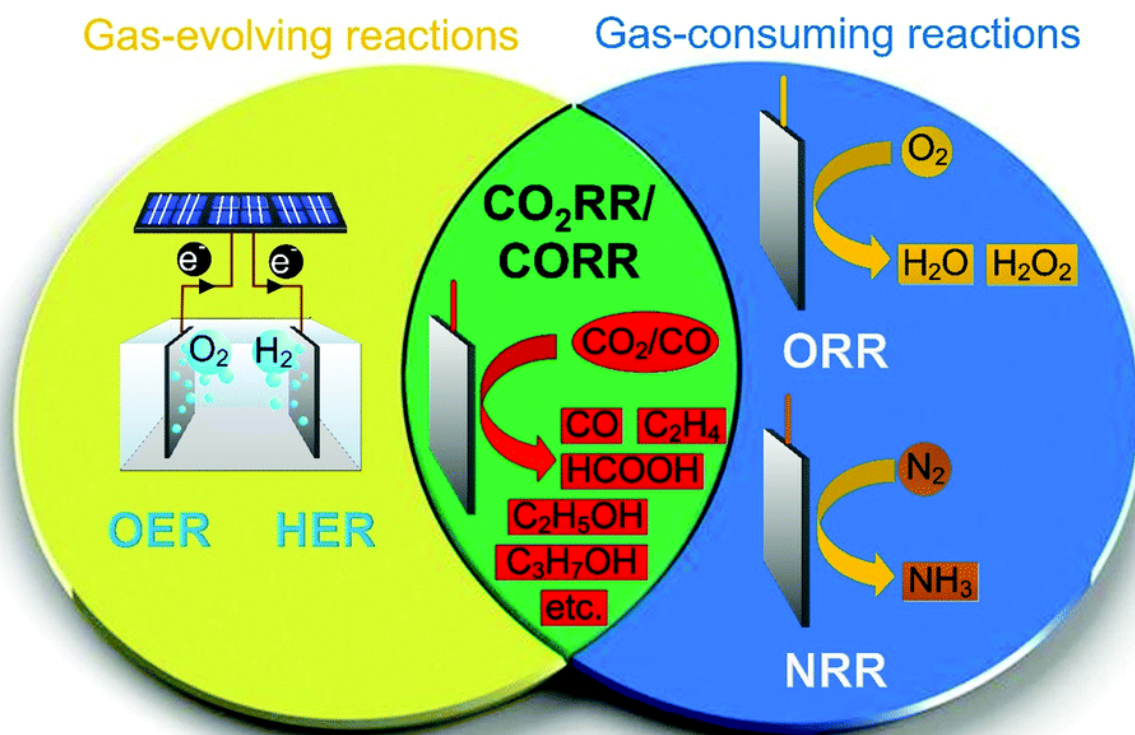 Gas-evolving reactions
Gas-consuming reactions
e⁻
e⁻
O₂
H₂
OER
HER
CO₂RR/
CORR
CO₂/CO
CO
C₂H₄
HCOOH
C₂H₅OH
C₃H₇OH
etc.
O₂
H₂O
H₂O₂
ORR
N₂
NH₃
NRR